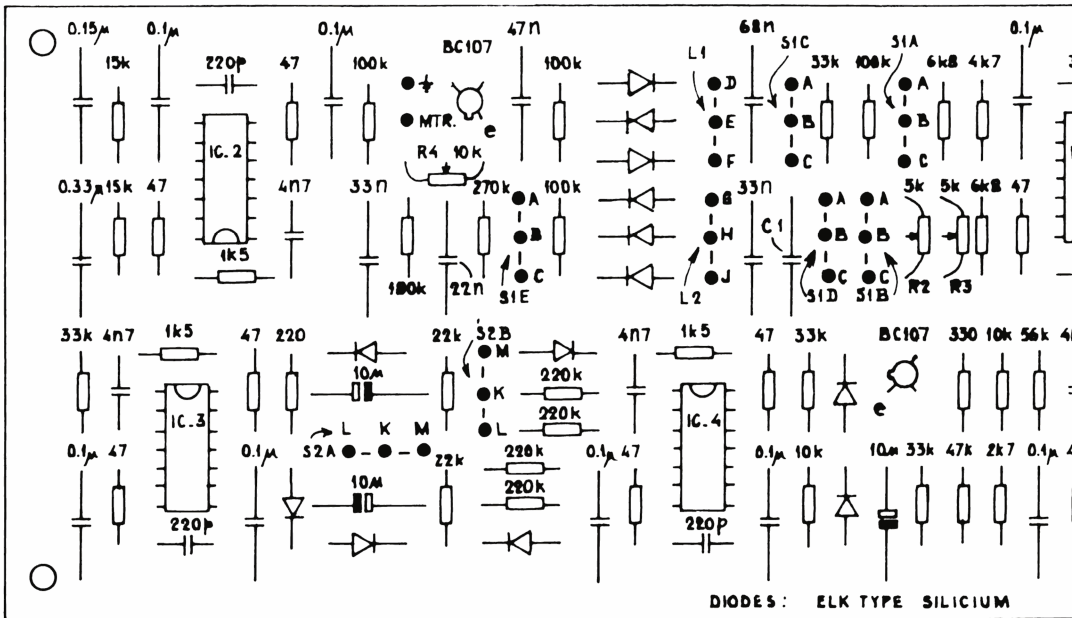 0.15µ 0.1µ 0.1µ 47n 68n S1C S1A 0.1µ
15k 220p 47 100k BC107 100k L1 33k 100k 6k8 4k7
D A A
MTR. e E B B
IC.2 R4 10k F C C
0.33µ 15k 47 4n7 33n 270k 100k 33n 5k 5k 6k8 47
A G C1 A A
B H B B
1k5 C J C C
100k 22n S1E L2 S1D S1B R2 R3
33k 4n7 1k5 47 220 22k S2B 4n7 1k5 47 33k BC107 330 10k 56k
M
10µ K 220k e
IC.3 220k IC.4
S2A L K M L
0.1µ 47 0.1µ 22k 220k 0.1µ 47 0.1µ 10k 10µ 33k 47k 2k7 0.1µ
10µ 220k
220p 220p
DIODES: ELK TYPE SILICIUM